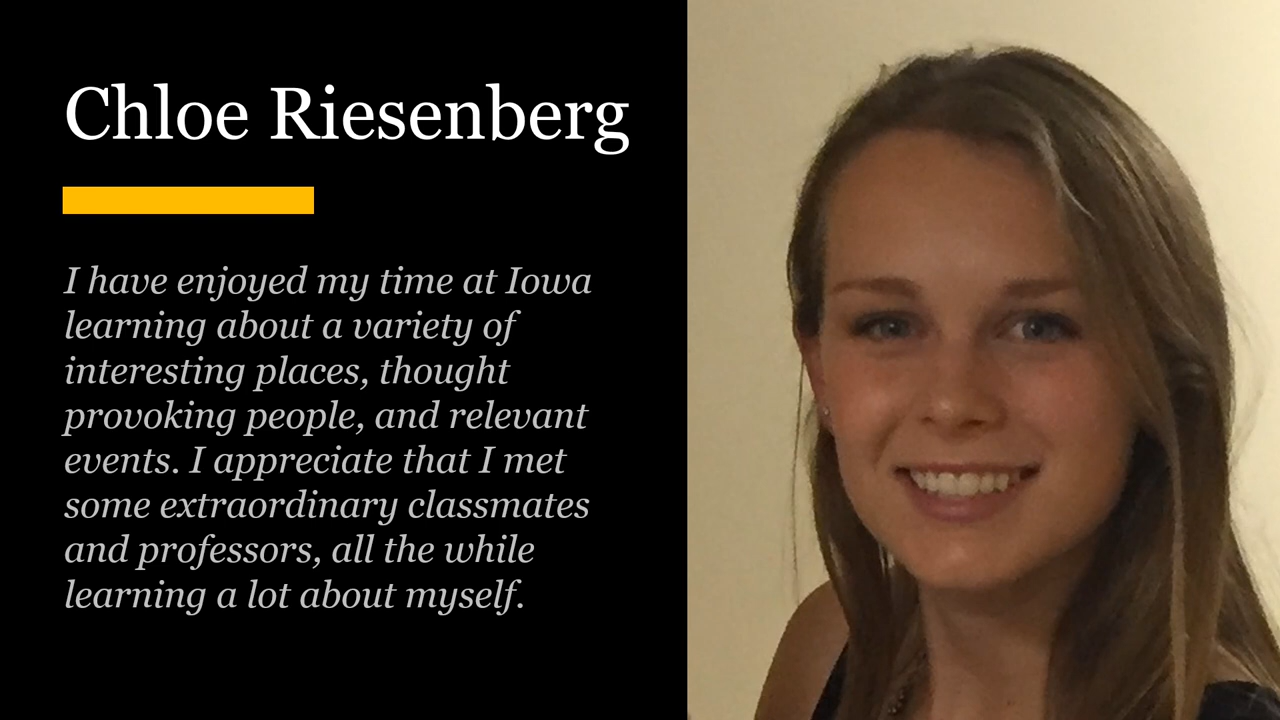 Chloe Riesenberg
I have enjoyed my time at Iowa
learning about a variety of
interesting places, thought
provoking people, and relevant
events. I appreciate that I met
some extraordinary classmates
and professors, all the while
learning a lot about myself.